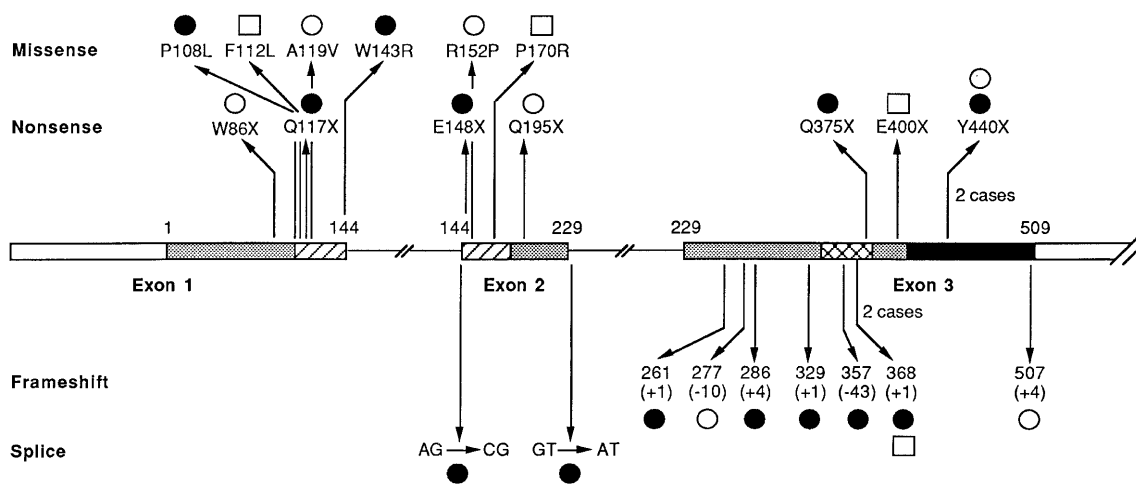 Missense P108L F112L A119V W143R R152P P170R
Nonsense W86X Q117X E148X Q195X Q375X E400X Y440X
2 cases
1 144 144 229 229 509
Exon 1 Exon 2 Exon 3
2 cases
Frameshift 261 277 286 329 357 368 507
(+1) (-10) (+4) (+1) (-43) (+1) (+4)
Splice AG CG GT AT